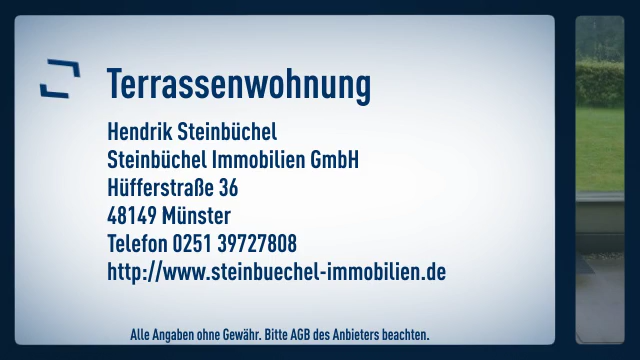 Terrassenwohnung
Hendrik Steinbüchel
Steinbüchel Immobilien GmbH
Hüfferstraße 36
48149 Münster
Telefon 0251 39727808
http://www.steinbuechel-immobilien.de
Alle Angaben ohne Gewähr. Bitte AGB des Anbieters beachten.